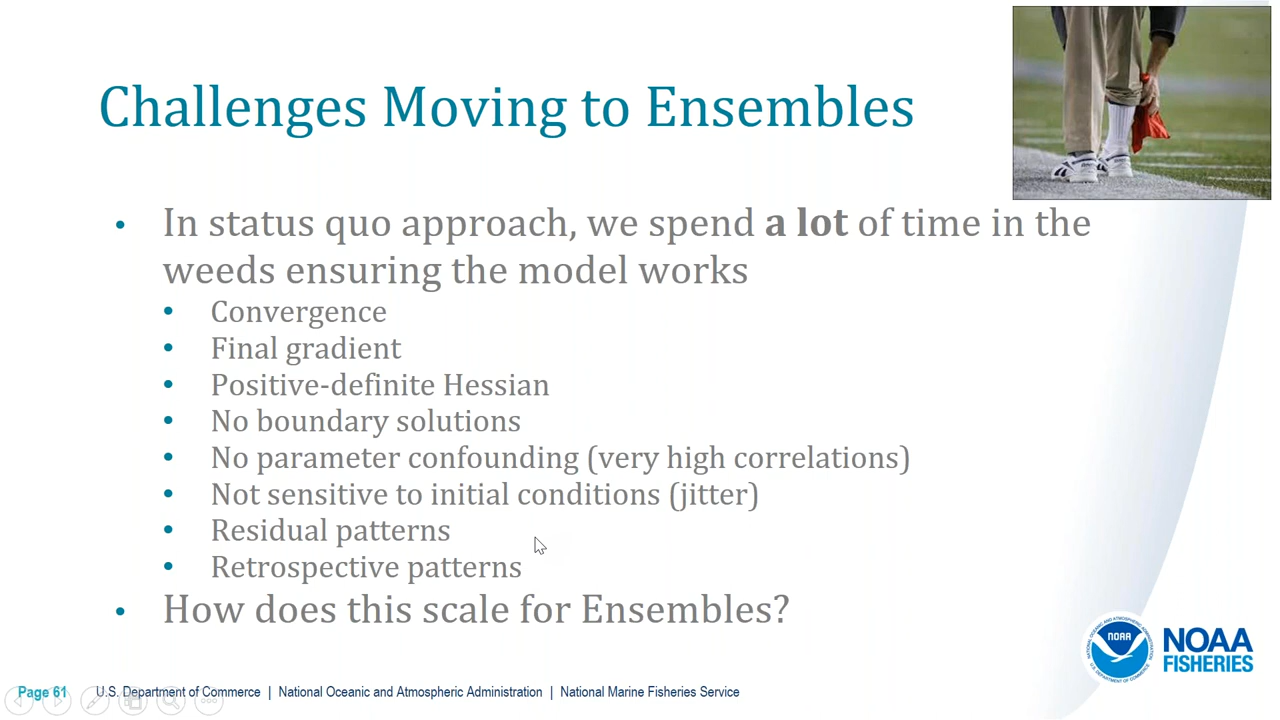 Challenges Moving to Ensembles
• In status quo approach, we spend a lot of time in the
weeds ensuring the model works
• Convergence
• Final gradient
• Positive-definite Hessian
• No boundary solutions
• No parameter confounding (very high correlations)
• Not sensitive to initial conditions (jitter)
• Residual patterns
• Retrospective patterns
• How does this scale for Ensembles?
NOAA
NOAA
FISHERIES
Page 61 U.S. Department of Commerce | National Oceanic and Atmospheric Administration | National Marine Fisheries Service